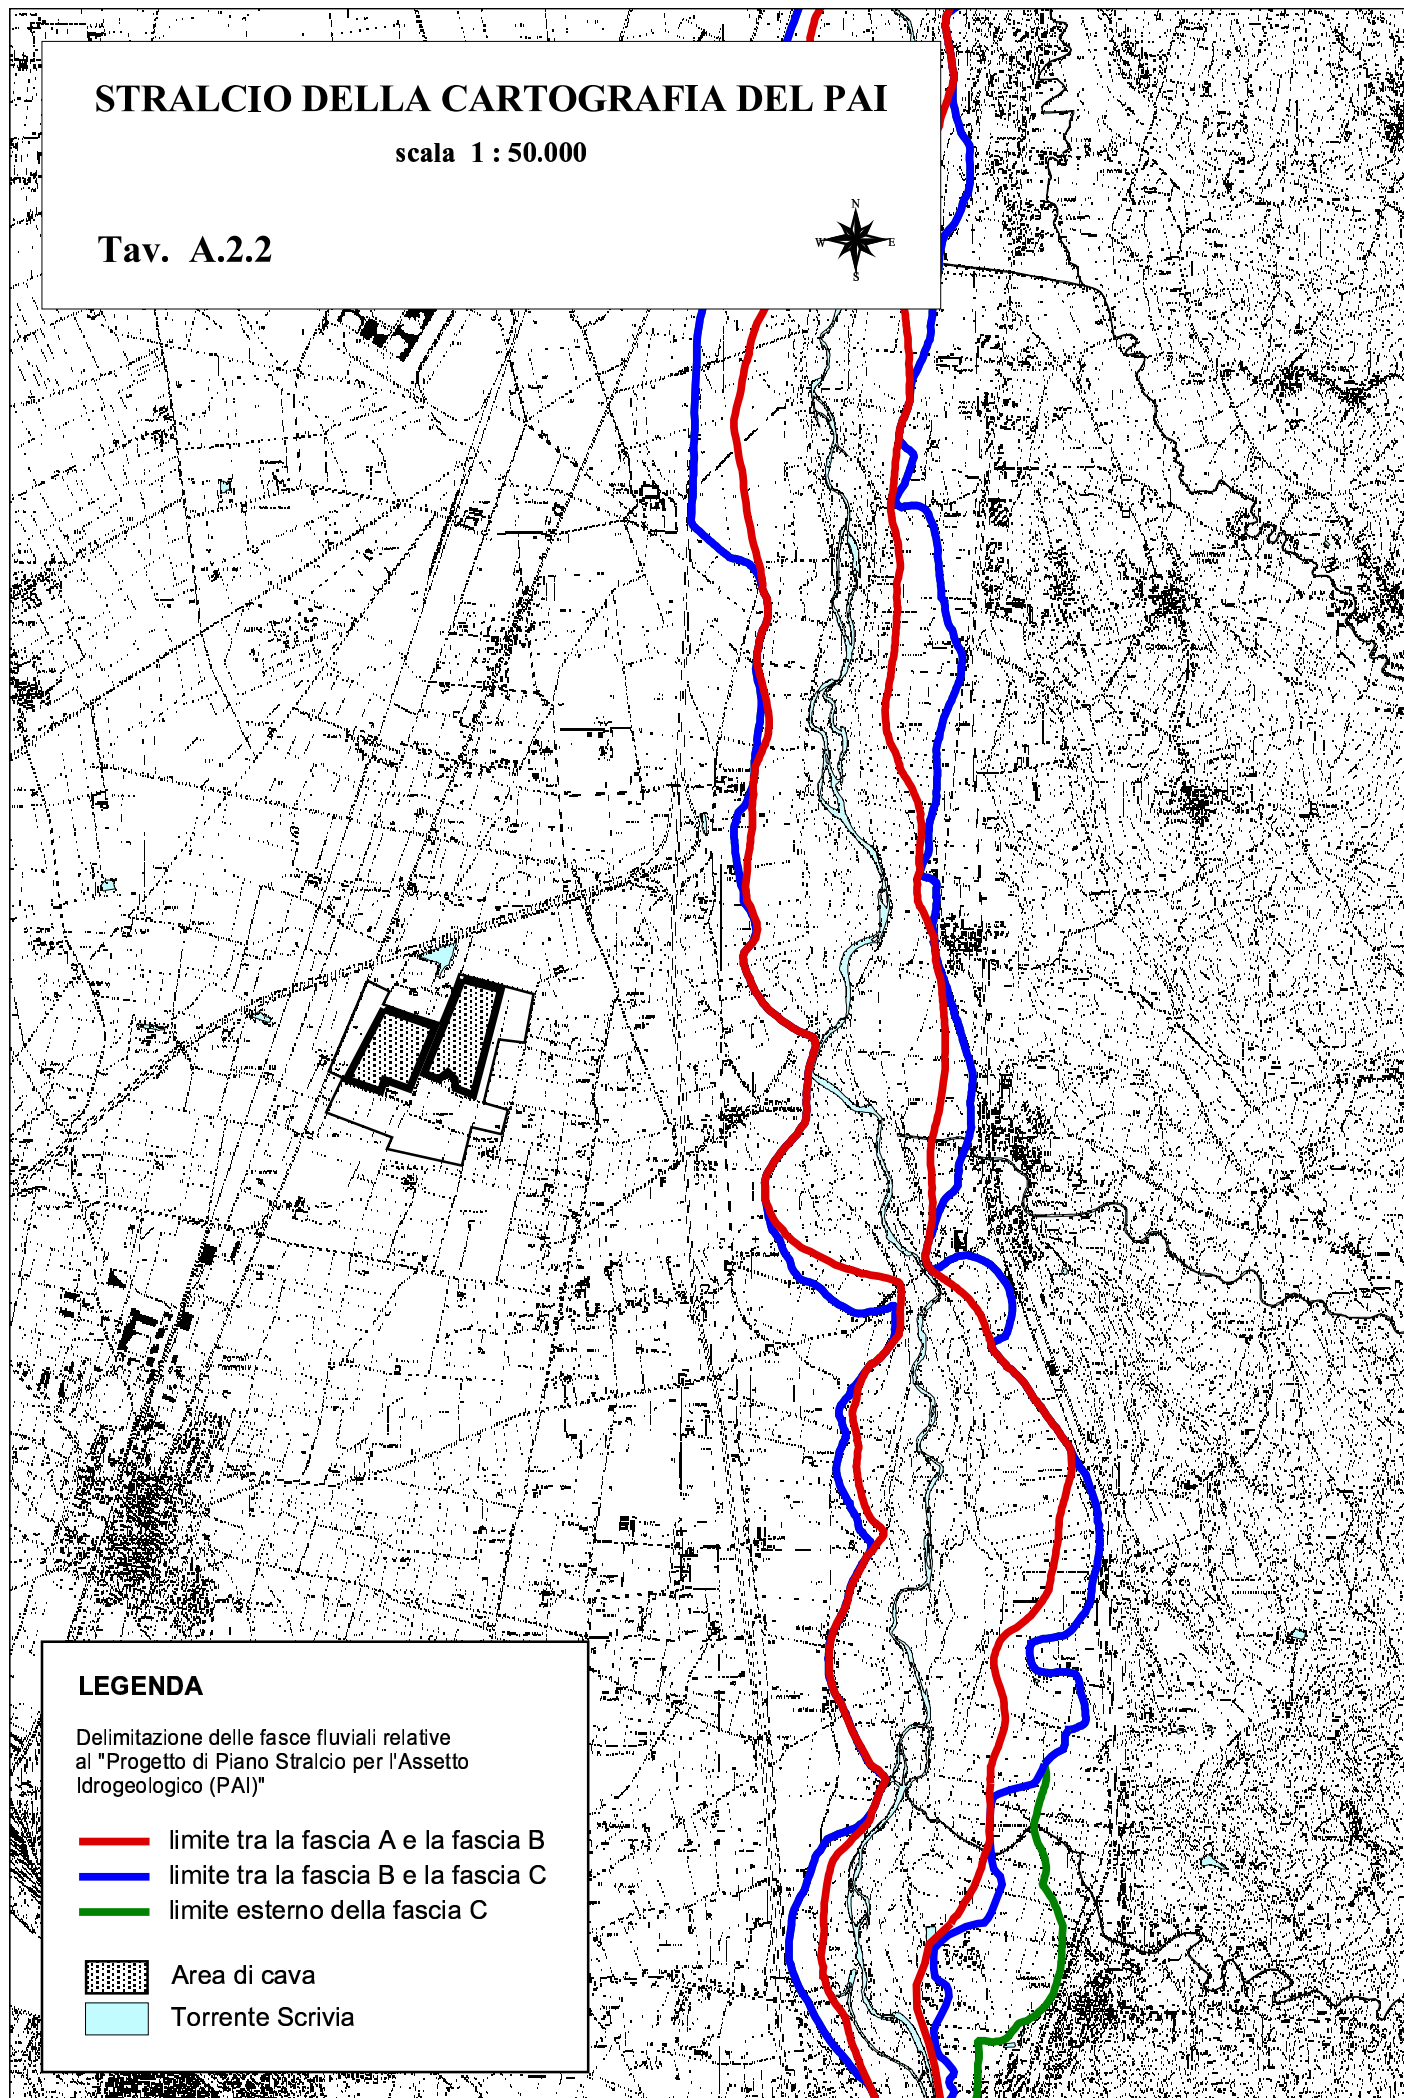 STRALCIO DELLA CARTOGRAFIA DEL PAI
scala 1 : 50.000
Tav. A.2.2
N
W E
S
LEGENDA
Delimitazione delle fasce fluviali relative
al "Progetto di Piano Stralcio per l'Assetto
Idrogeologico (PAI)"
limite tra la fascia A e la fascia B
limite tra la fascia B e la fascia C
limite esterno della fascia C
Area di cava
Torrente Scrivia